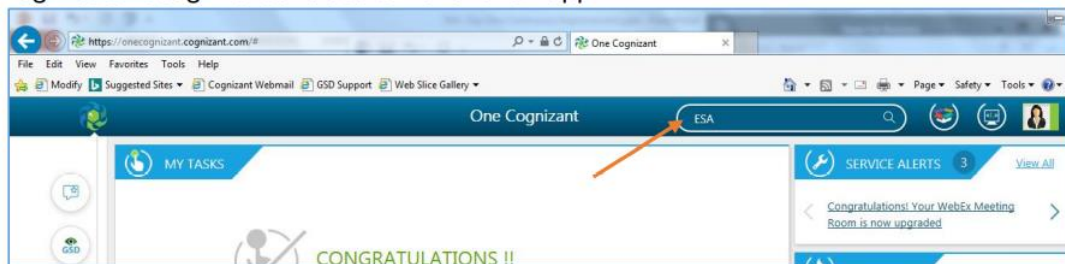 https://onecognizant.cognizant.com/#
One Cognizant
File Edit View Favorites Tools Help
Modify Suggested Sites Cognizant Webmail GSD Support Web Slice Gallery
Page Safety Tools
One Cognizant
ESA
MY TASKS
SERVICE ALERTS 3 View All
Congratulations! Your WebEx Meeting
Room is now upgraded
GSD
CONGRATULATIONS !!